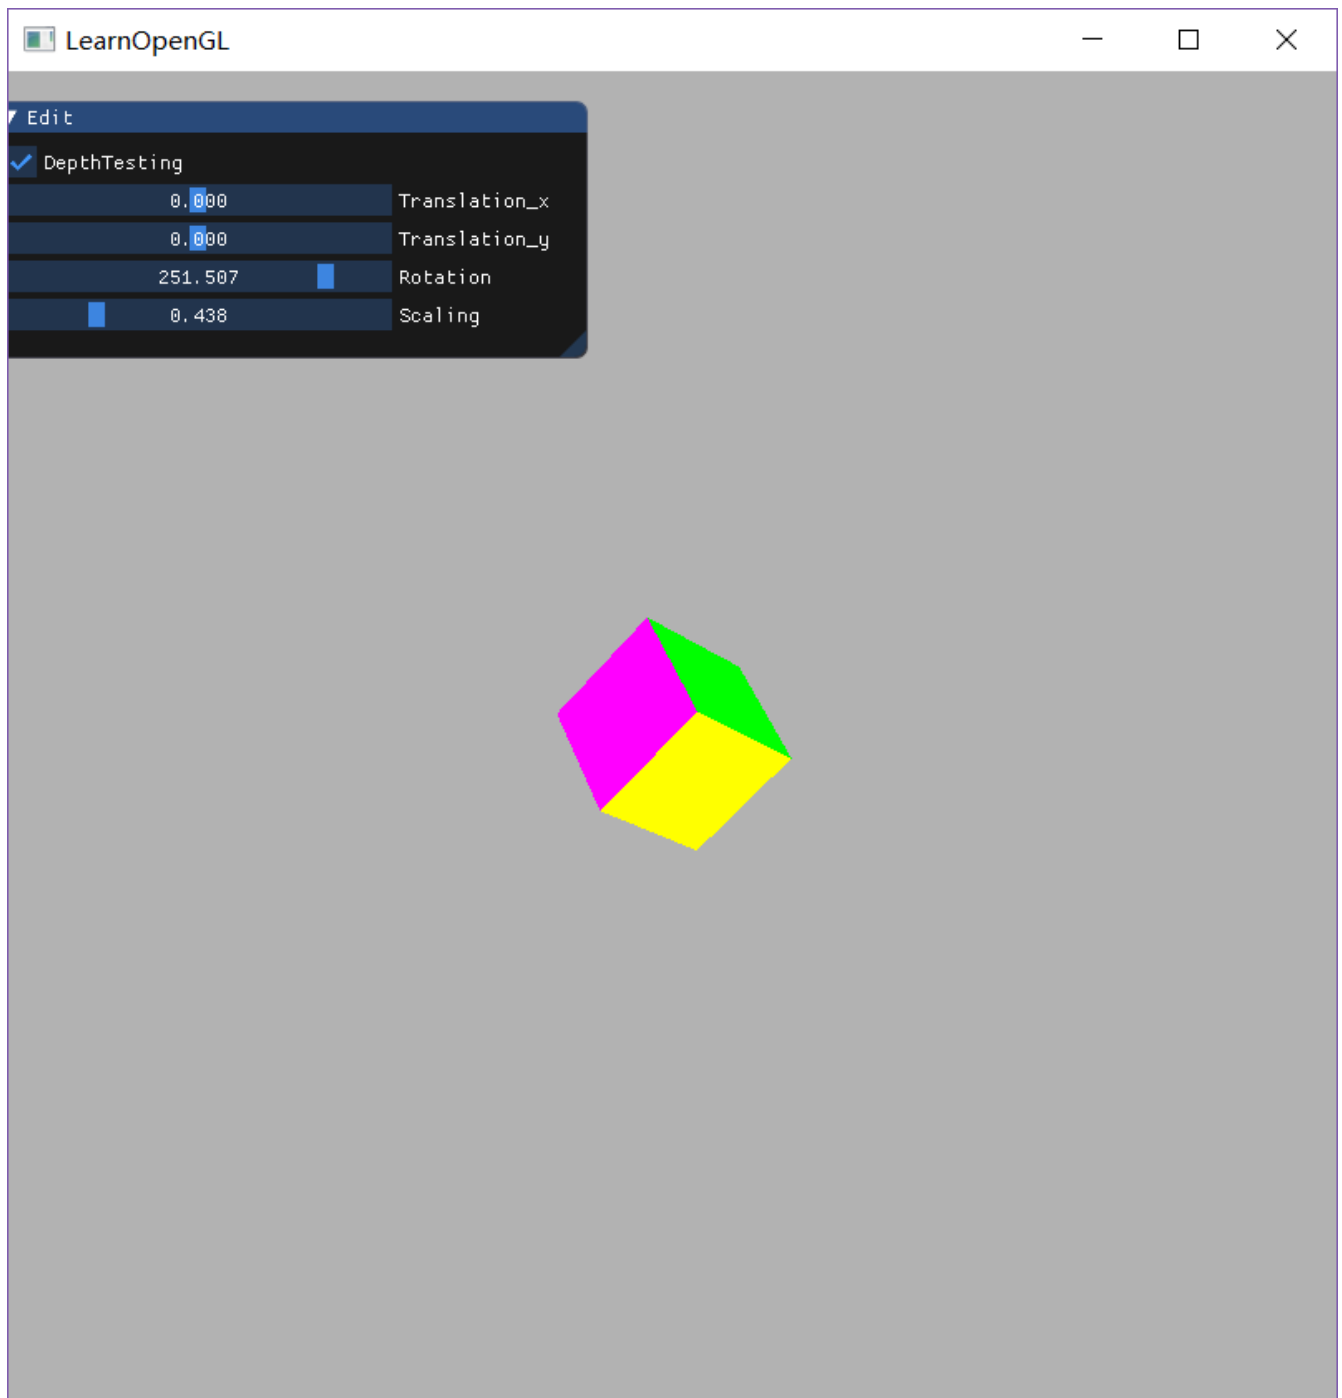 LearnOpenGL
Edit
DepthTesting
0.000 Translation_x
0.000 Translation_y
251.507 Rotation
0.438 Scaling